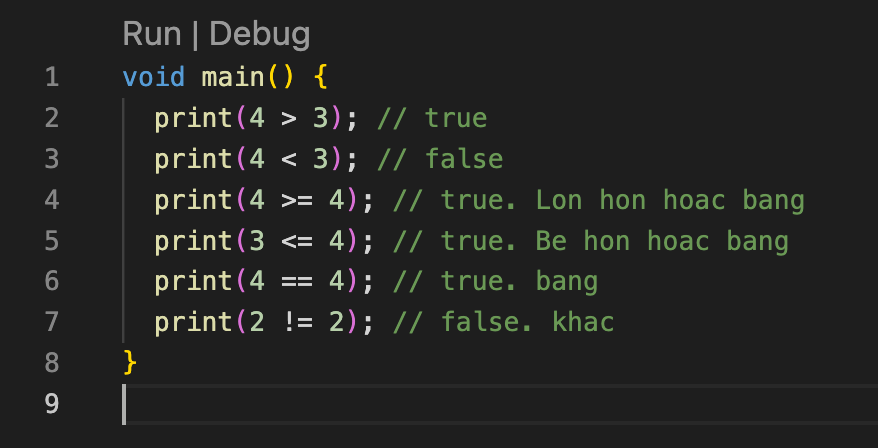 Run | Debug
1 void main() {
2 print(4 > 3); // true
3 print(4 < 3); // false
4 print(4 >= 4); // true. Lon hon hoac bang
5 print(3 <= 4); // true. Be hon hoac bang
6 print(4 == 4); // true. bang
7 print(2 != 2); // false. khac
8 }
9